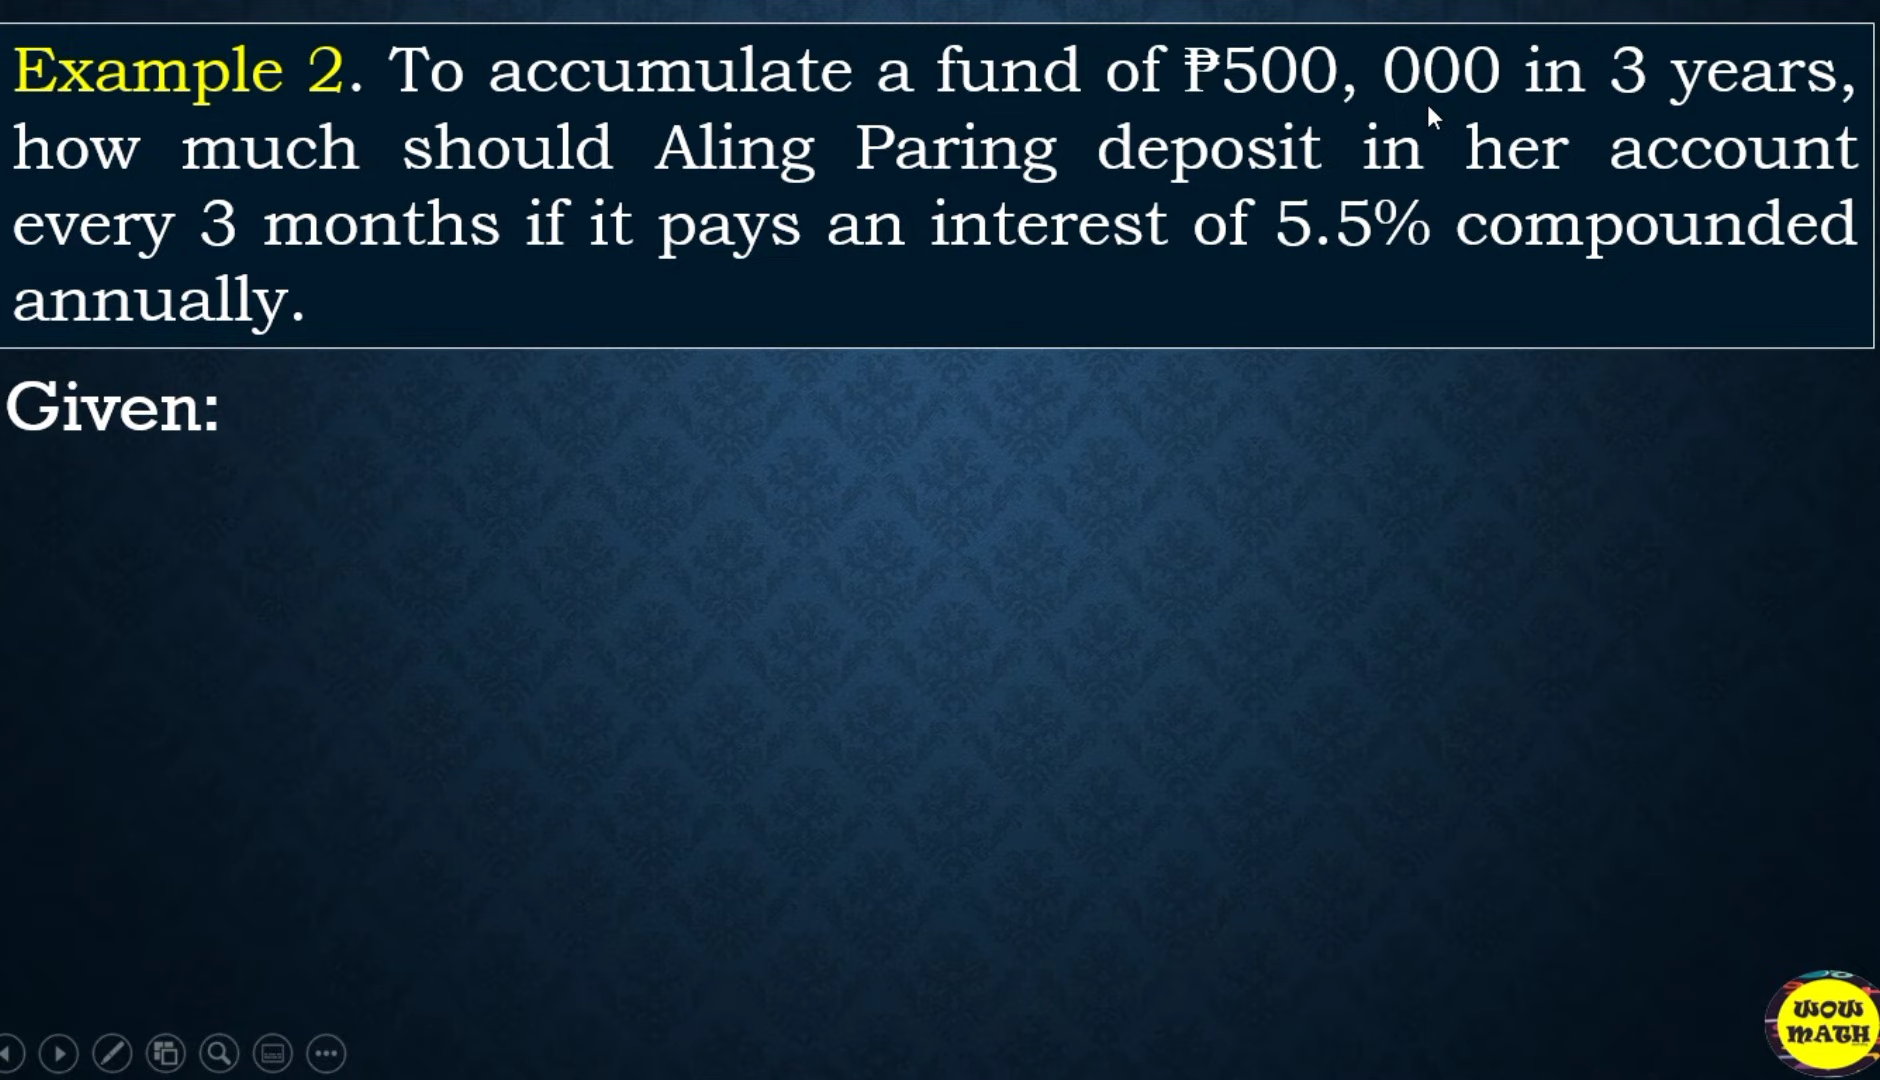 Example 2. To accumulate a fund of ₱500, 000 in 3 years,
how much should Aling Paring deposit in her account
every 3 months if it pays an interest of 5.5% compounded
annually.
Given:
WOW
MATH